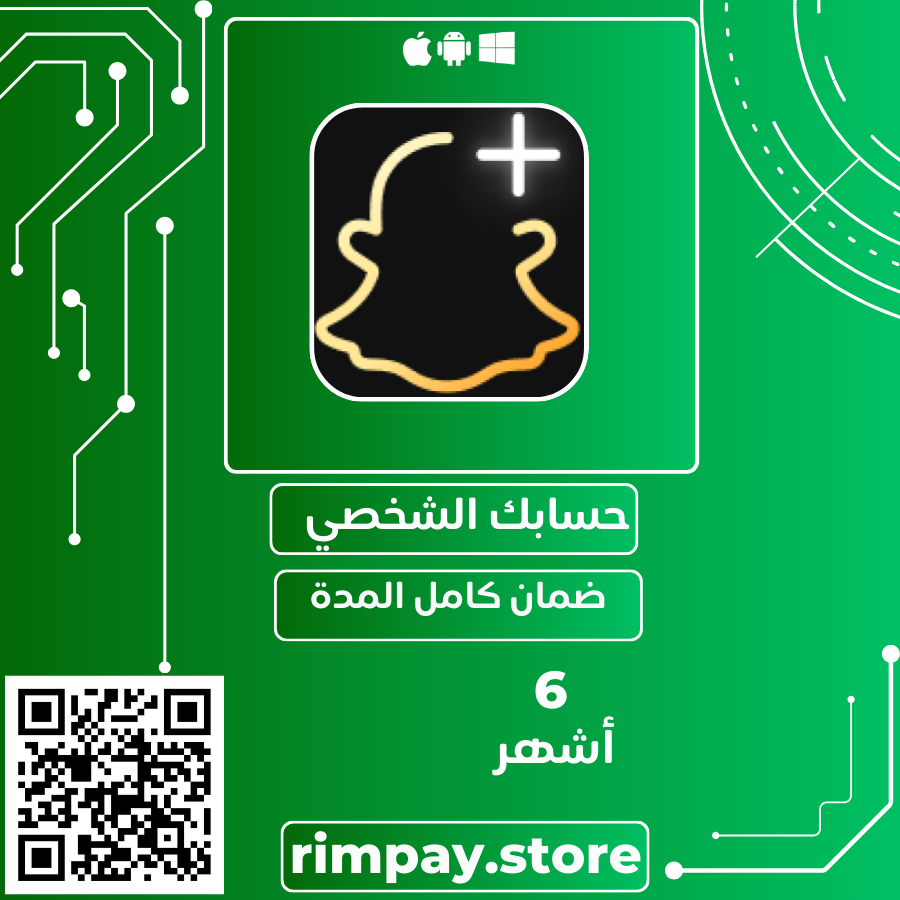 حسابك الشخصي
ضمان كامل المدة
6
أشهر
rimpay.store